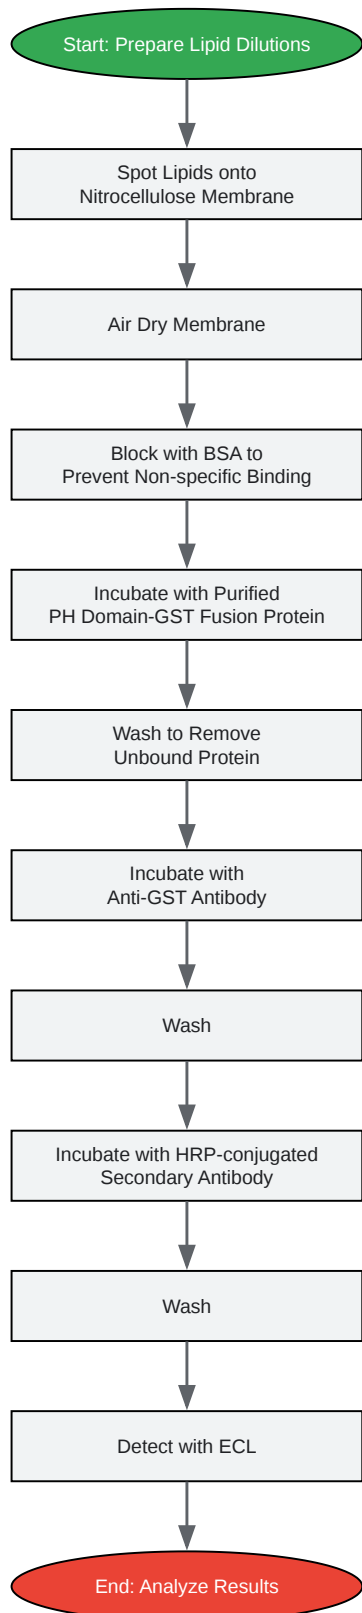 Start: Prepare Lipid Dilutions
Spot Lipids onto
Nitrocellulose Membrane
Air Dry Membrane
Block with BSA to
Prevent Non-specific Binding
Incubate with Purified
PH Domain-GST Fusion Protein
Wash to Remove
Unbound Protein
Incubate with
Anti-GST Antibody
Wash
Incubate with HRP-conjugated
Secondary Antibody
Wash
Detect with ECL
End: Analyze Results